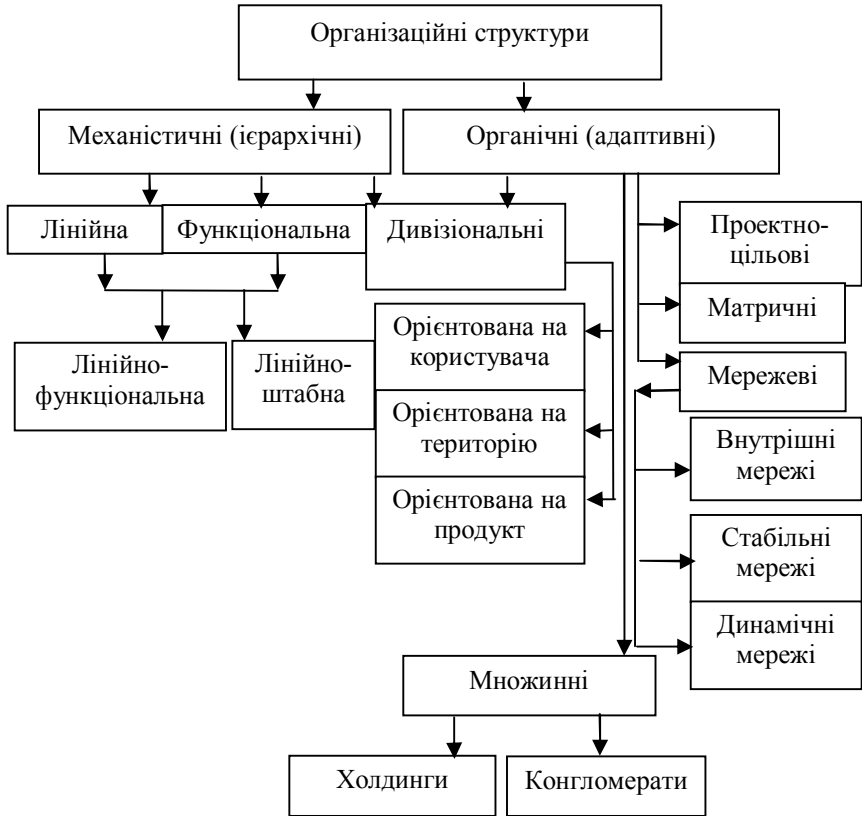 Організаційні структури
Механістичні (ієрархічні)
Органічні (адаптивні)
Лінійна
Функціональна
Дивізіональні
Проектно-
цільові
Матричні
Мережеві
Орієнтована на
користувача
Орієнтована на
територію
Орієнтована на
продукт
Лінійно-
функціональна
Лінійно-
штабна
Внутрішні
мережі
Стабільні
мережі
Динамічні
мережі
Множинні
Холдинги
Конгломерати